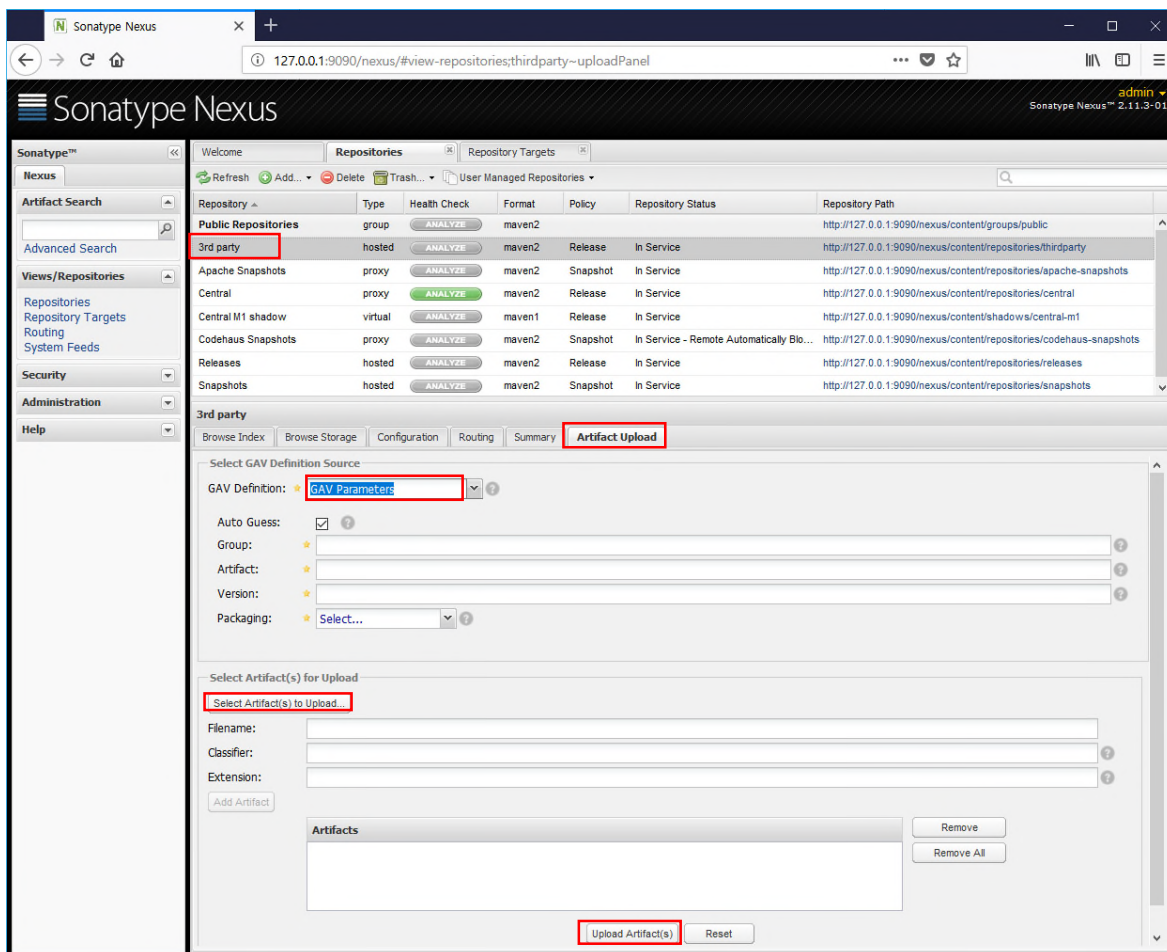 Sonatype Nexus
127.0.0.1:9090/nexus/#view-repositories;thirdparty~uploadPanel
Sonatype Nexus
admin
Sonatype Nexus™ 2.11.3-01
Sonatype™
Nexus
Artifact Search
Advanced Search
Views/Repositories
Repositories
Repository Targets
Routing
System Feeds
Security
Administration
Help
Welcome Repositories Repository Targets
Refresh Add... Delete Trash... User Managed Repositories
Repository Type Health Check Format Policy Repository Status Repository Path
Public Repositories group ANALYZE maven2 http://127.0.0.1:9090/nexus/content/groups/public
3rd party hosted ANALYZE maven2 Release In Service http://127.0.0.1:9090/nexus/content/repositories/thirdparty
Apache Snapshots proxy ANALYZE maven2 Snapshot In Service http://127.0.0.1:9090/nexus/content/repositories/apache-snapshots
Central proxy ANALYZE maven2 Release In Service http://127.0.0.1:9090/nexus/content/repositories/central
Central M1 shadow virtual ANALYZE maven1 Release In Service http://127.0.0.1:9090/nexus/content/shadows/central-m1
Codehaus Snapshots proxy ANALYZE maven2 Snapshot In Service - Remote Automatically Blo... http://127.0.0.1:9090/nexus/content/repositories/codehaus-snapshots
Releases hosted ANALYZE maven2 Release In Service http://127.0.0.1:9090/nexus/content/repositories/releases
Snapshots hosted ANALYZE maven2 Snapshot In Service http://127.0.0.1:9090/nexus/content/repositories/snapshots
3rd party
Browse Index Browse Storage Configuration Routing Summary Artifact Upload
Select GAV Definition Source
GAV Definition: GAV Parameters
Auto Guess:
Group:
Artifact:
Version:
Packaging: Select...
Select Artifact(s) for Upload
Select Artifact(s) to Upload...
Filename:
Classifier:
Extension:
Add Artifact
Artifacts
Remove
Remove All
Upload Artifact(s) Reset